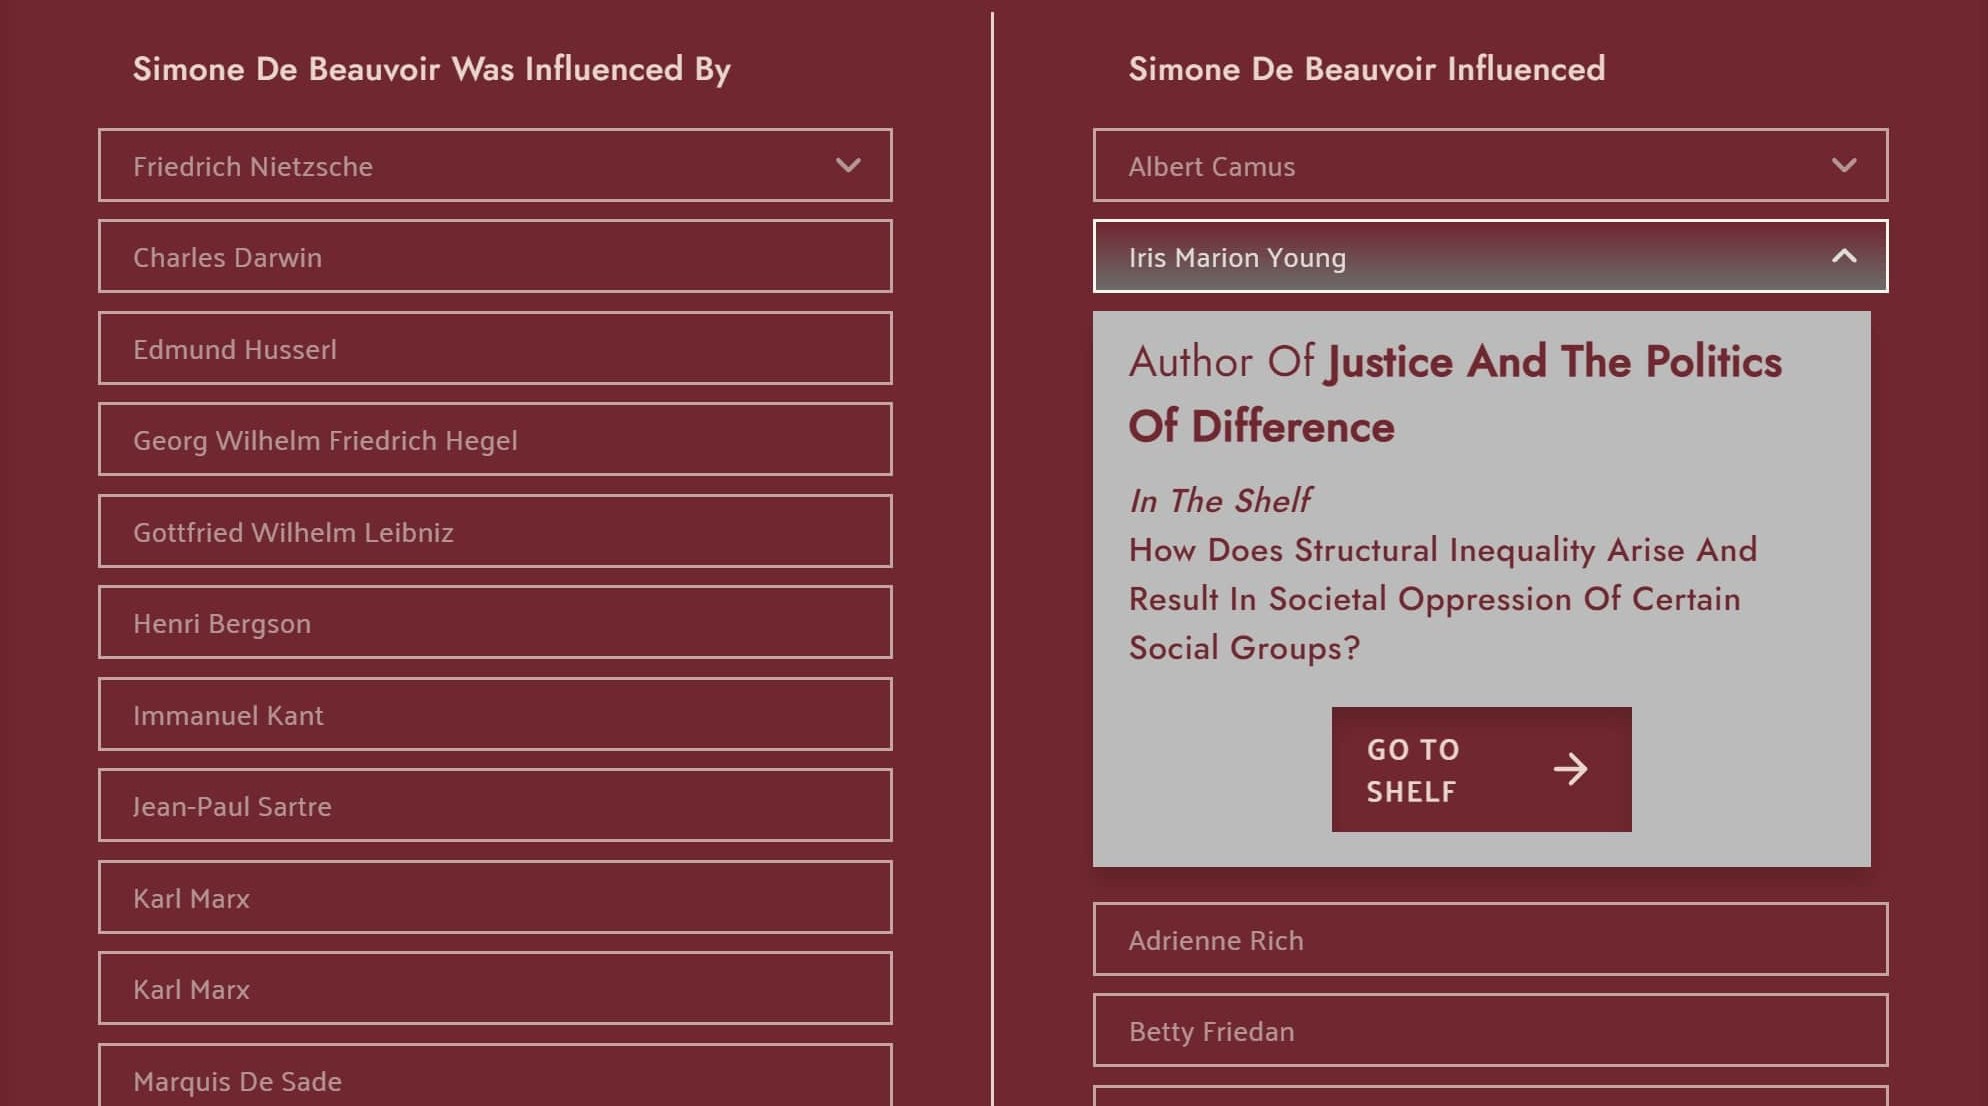 Simone De Beauvoir Was Influenced By
Friedrich Nietzsche
Charles Darwin
Edmund Husserl
Georg Wilhelm Friedrich Hegel
Gottfried Wilhelm Leibniz
Henri Bergson
Immanuel Kant
Jean-Paul Sartre
Karl Marx
Karl Marx
Marquis De Sade
Simone De Beauvoir Influenced
Albert Camus
Iris Marion Young
Author Of Justice And The Politics
Of Difference
In The Shelf
How Does Structural Inequality Arise And
Result In Societal Oppression Of Certain
Social Groups?
GO TO
SHELF
Adrienne Rich
Betty Friedan